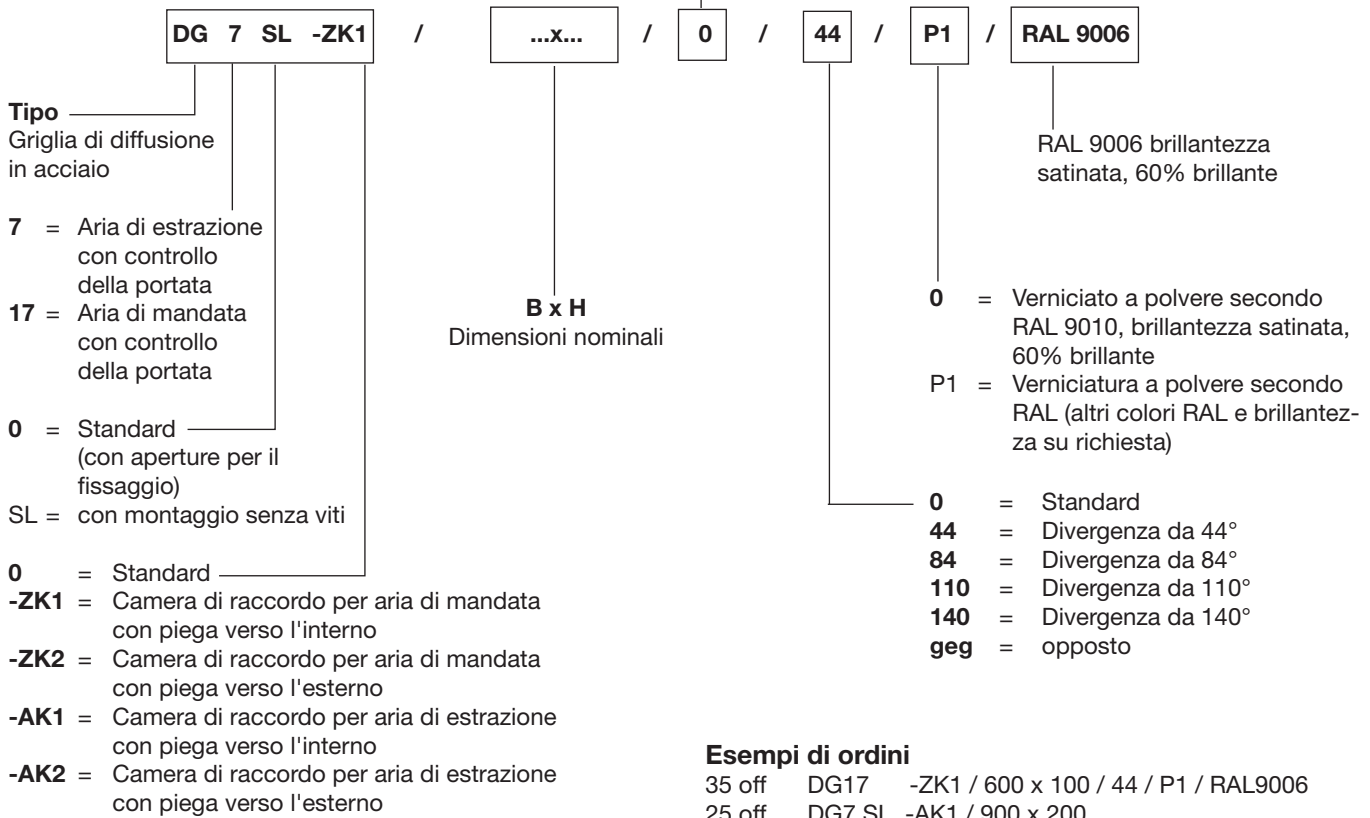 DG 7 SL -ZK1 / ...x... / 0 / 44 / P1 / RAL 9006
Tipo
Griglia di diffusione
in acciaio
7 = Aria di estrazione
con controllo
della portata
17 = Aria di mandata
con controllo
della portata
0 = Standard
(con aperture per il
fissaggio)
SL = con montaggio senza viti
0 = Standard
-ZK1 = Camera di raccordo per aria di mandata
con piega verso l'interno
-ZK2 = Camera di raccordo per aria di mandata
con piega verso l'esterno
-AK1 = Camera di raccordo per aria di estrazione
con piega verso l'interno
-AK2 = Camera di raccordo per aria di estrazione
con piega verso l'esterno
B x H
Dimensioni nominali
RAL 9006 brillantezza
satinata, 60% brillante
0 = Verniciato a polvere secondo
RAL 9010, brillantezza satinata,
60% brillante
P1 = Verniciatura a polvere secondo
RAL (altri colori RAL e brillantez-
za su richiesta)
0 = Standard
44 = Divergenza da 44°
84 = Divergenza da 84°
110 = Divergenza da 110°
140 = Divergenza da 140°
geg = opposto
Esempi di ordini
35 off DG17 -ZK1 / 600 x 100 / 44 / P1 / RAL9006
25 off DG7 SL -AK1 / 900 x 200